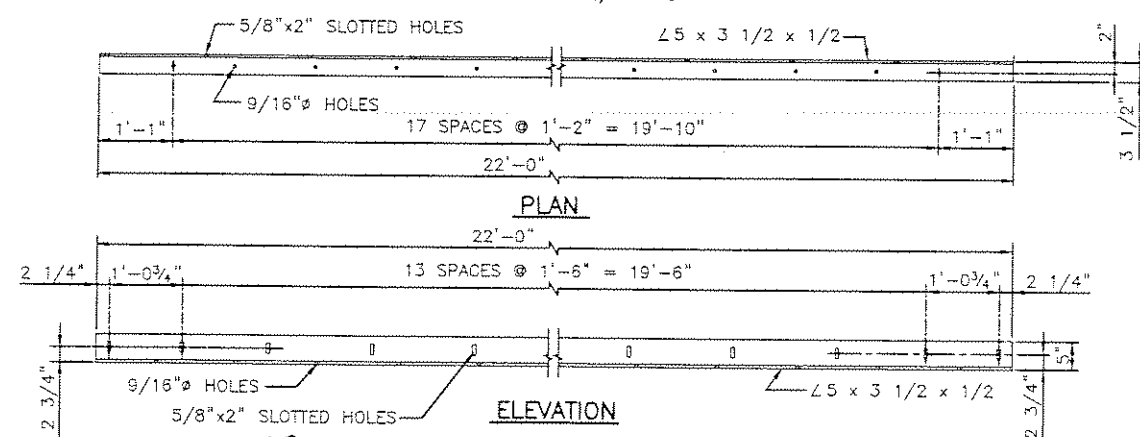 5/8"x2" SLOTTED HOLES
∠5 x 3 1/2 x 1/2
2"
9/16"ø HOLES
3 1/2"
1'-1"
17 SPACES @ 1'-2" = 19'-10"
1'-1"
22'-0"
PLAN
22'-0"
2 1/4"
1'-0¾"
13 SPACES @ 1'-6" = 19'-6"
1'-0¾"
2 1/4"
5"
9/16"ø HOLES
∠5 x 3 1/2 x 1/2
2 3/4"
5/8"x2" SLOTTED HOLES
ELEVATION
2 3/4"